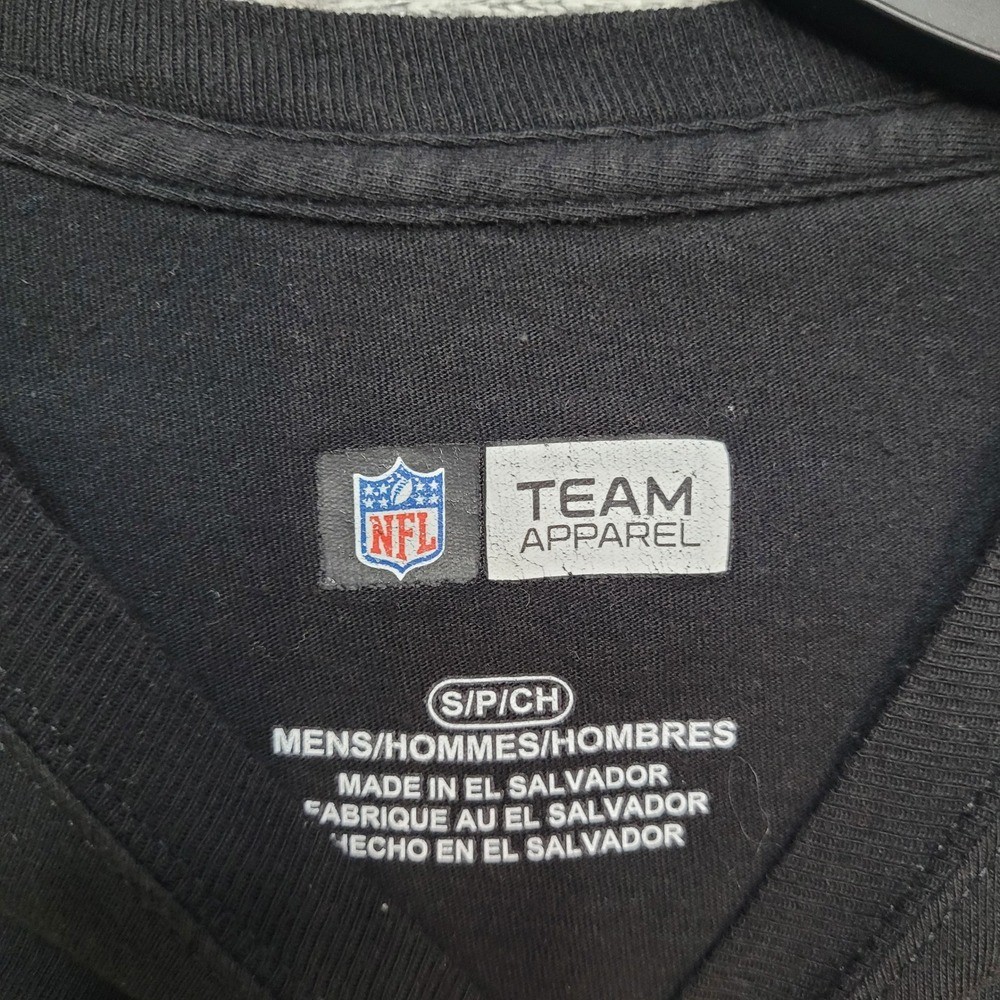 NFL
TEAM
APPAREL
S/P/CH
MENS/HOMMES/HOMBRES
MADE IN EL SALVADOR
FABRIQUE AU EL SALVADOR
HECHO EN EL SALVADOR